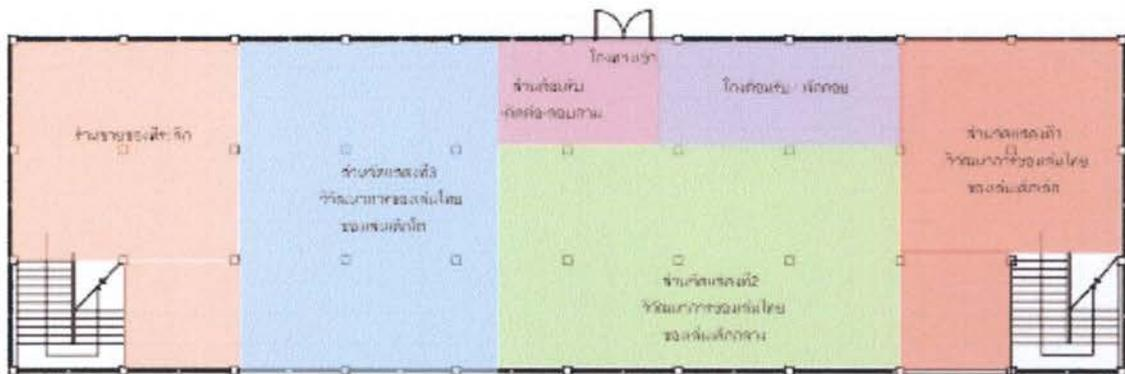 โถงทางเข้า
ส่วนต้อนรับ
ติดต่อ-สอบถาม
โถงต้อนรับ - พักคอย
ร้านขายของที่ระลึก
ส่วนจัดแสดงที่3
วิวัฒนาการของเล่นไทย
ของเล่นเด็กโต
ส่วนจัดแสดงที่1
วิวัฒนาการของเล่นไทย
ของเล่นเด็กเล็ก
ส่วนจัดแสดงที่2
วิวัฒนาการของเล่นไทย
ของเล่นเด็กกลาง